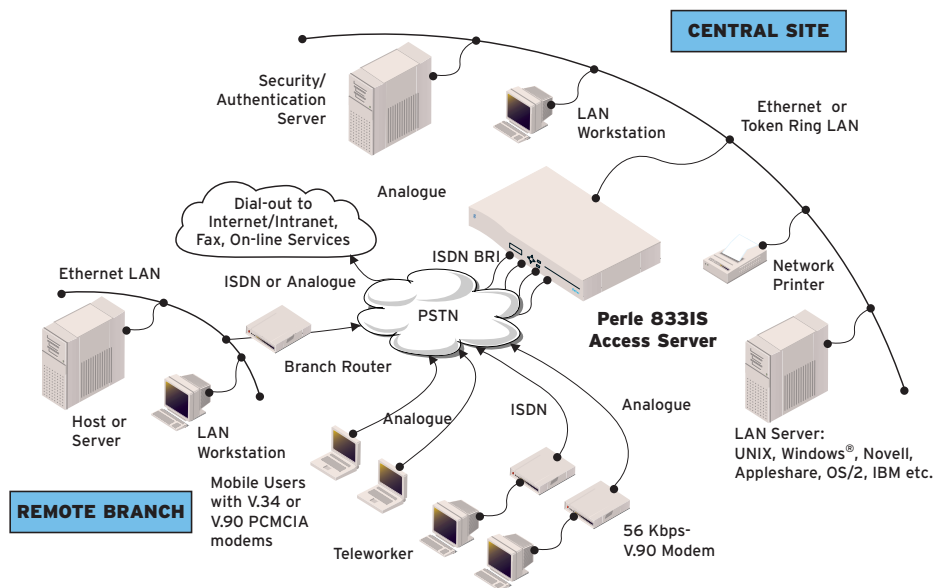 CENTRAL SITE
Security/
Authentication
Server
LAN
Workstation
Ethernet or
Token Ring LAN
Analogue
Dial-out to
Internet/Intranet,
Fax, On-line Services
ISDN BRI
Network
Printer
Ethernet LAN
ISDN or Analogue
PSTN
Perle 833IS
Access Server
Branch Router
Host or
Server
LAN
Workstation
Analogue
ISDN
Analogue
LAN Server:
UNIX, Windows®, Novell,
Appleshare, OS/2, IBM etc.
REMOTE BRANCH
Mobile Users
with V.34 or
V.90 PCMCIA
modems
Teleworker
56 Kbps-
V.90 Modem